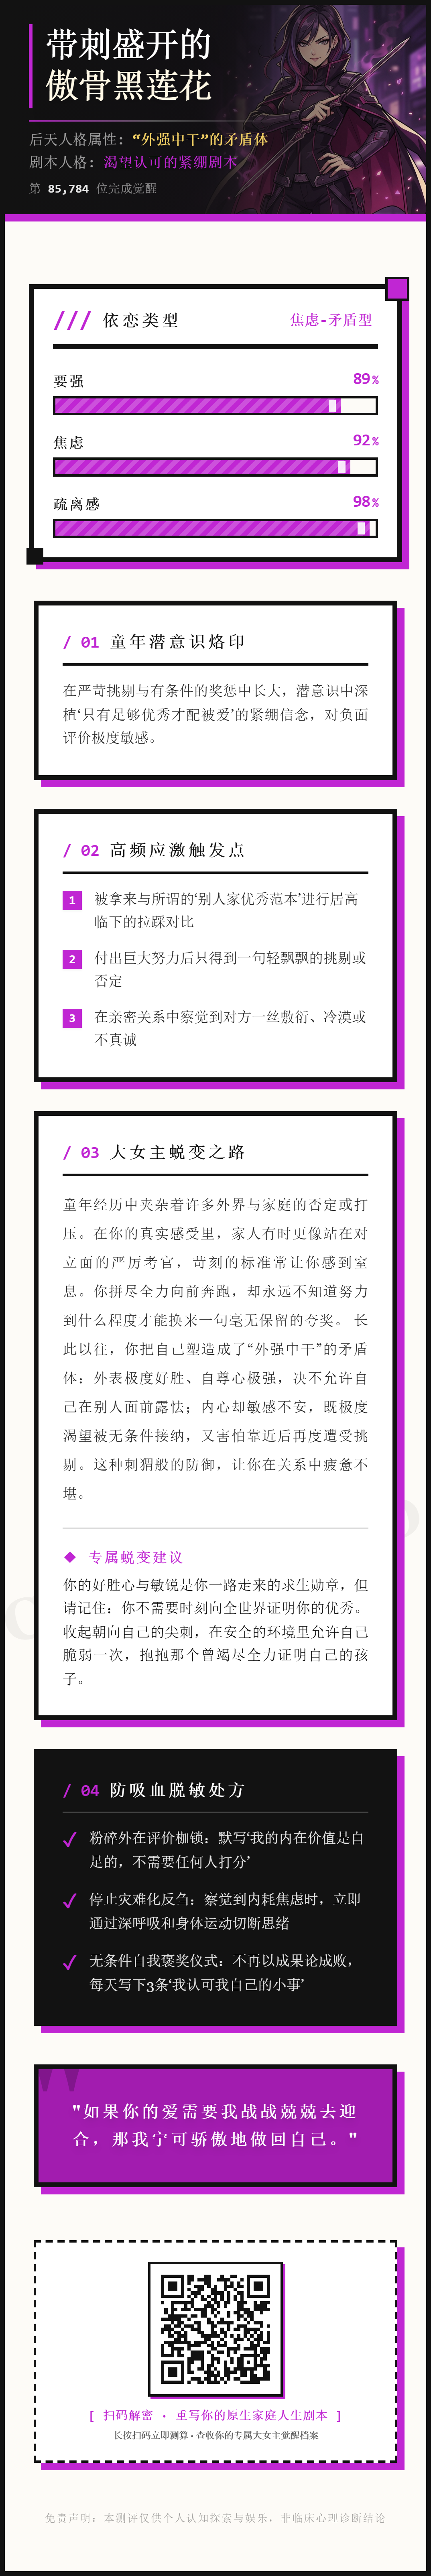 带刺盛开的
傲骨黑莲花
后天人格属性：“外强中干”的矛盾体
剧本人格：渴望认可的紧绷剧本
第 85,784 位完成觉醒
/// 依恋类型 焦虑-矛盾型
要强 89%
焦虑 92%
疏离感 98%
/ 01 童年潜意识烙印
在严苛挑剔与有条件的奖惩中长大，潜意识中深
植‘只有足够优秀才配被爱’的紧绷信念，对负面
评价极度敏感。
/ 02 高频应激触发点
1 被拿来与所谓的‘别人家优秀范本’进行居高
临下的拉踩对比
2 付出巨大努力后只得到一句轻飘飘的挑剔或
否定
3 在亲密关系中察觉到对方一丝敷衍、冷漠或
不真诚
/ 03 大女主蜕变之路
童年经历中夹杂着许多外界与家庭的否定或打
压。在你的真实感受里，家人有时更像站在对
立面的严厉考官，苛刻的标准常让你感到窒
息。你拼尽全力向前奔跑，却永远不知道努力
到什么程度才能换来一句毫无保留的夸奖。 长
此以往，你把自己塑造成了“外强中干”的矛盾
体：外表极度好胜、自尊心极强，决不允许自
己在别人面前露怯；内心却敏感不安，既极度
渴望被无条件接纳，又害怕靠近后再度遭受挑
剔。这种刺猬般的防御，让你在关系中疲惫不
堪。
◆ 专属蜕变建议
你的好胜心与敏锐是你一路走来的求生勋章，但
请记住：你不需要时刻向全世界证明你的优秀。
收起朝向自己的尖刺，在安全的环境里允许自己
脆弱一次，抱抱那个曾竭尽全力证明自己的孩
子。
/ 04 防吸血脱敏处方
✓ 粉碎外在评价枷锁：默写‘我的内在价值是自
足的，不需要任何人打分’
✓ 停止灾难化反刍：察觉到内耗焦虑时，立即
通过深呼吸和身体运动切断思绪
✓ 无条件自我褒奖仪式：不再以成果论成败，
每天写下3条‘我认可我自己的小事’
"如果你的爱需要我战战兢兢去迎
合，那我宁可骄傲地做回自己。"
[ 扫码解密 · 重写你的原生家庭人生剧本 ]
长按扫码立即测算 · 查收你的专属大女主觉醒档案
免责声明：本测评仅供个人认知探索与娱乐，非临床心理诊断结论